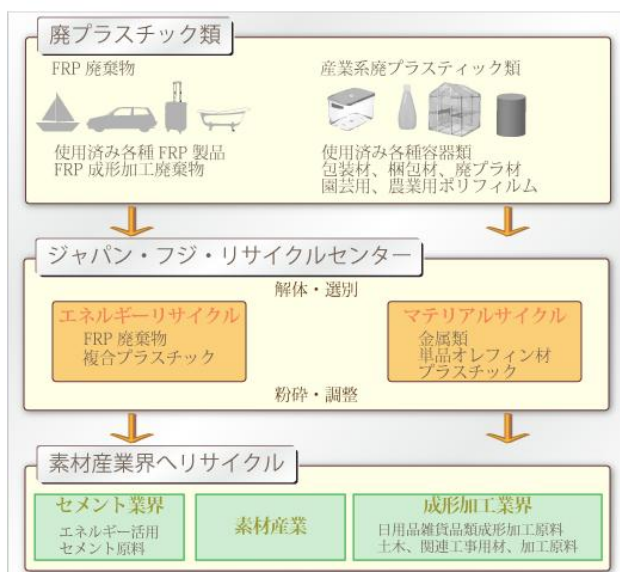 廃プラスチック類
FRP 廃棄物
使用済み各種 FRP 製品
FRP 成形加工廃棄物
産業系廃プラスティック類
使用済み各種容器類
包装材、梱包材、廃プラ材
園芸用、農業用ポリフィルム
ジャパン・フジ・リサイクルセンター
解体・選別
エネルギーリサイクル
FRP 廃棄物
複合プラスチック
マテリアルサイクル
金属類
単品オレフィン材
プラスチック
粉砕・調整
素材産業界へリサイクル
セメント業界
エネルギー活用
セメント原料
素材産業
成形加工業界
日用品雑貨品類成形加工原料
土木、関連工事用材、加工原料